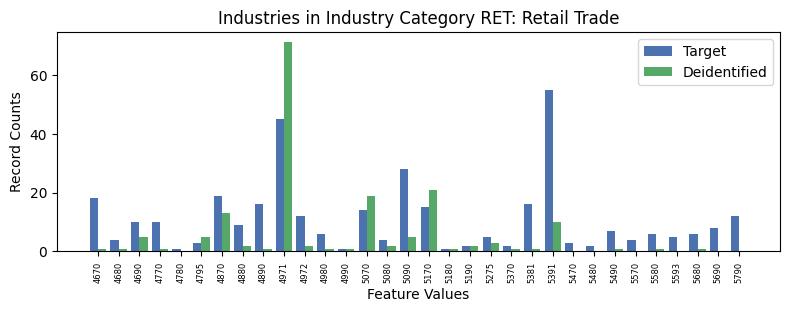 Industries in Industry Category RET: Retail Trade
Target
Deidentified
Record Counts
60
40
20
0
4670 4680 4690 4770 4780 4795 4870 4880 4890 4971 4972 4980 4990 5070 5080 5090 5170 5180 5190 5275 5370 5381 5391 5470 5480 5490 5570 5580 5593 5680 5690 5790
Feature Values